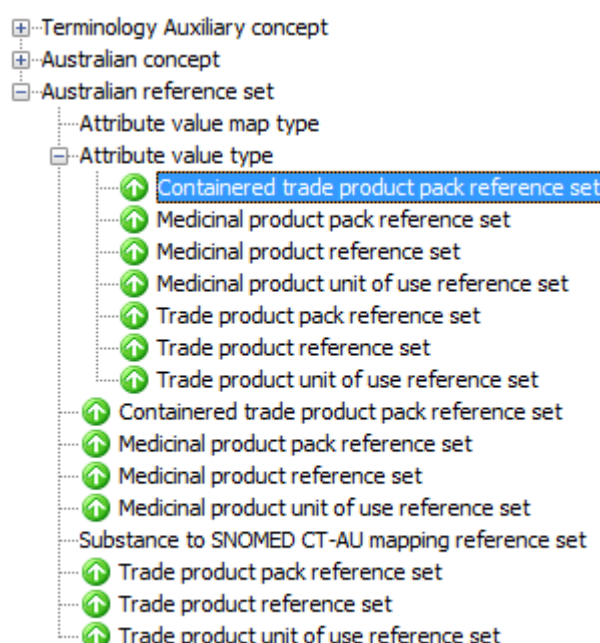 Terminology Auxiliary concept
Australian concept
Australian reference set
Attribute value map type
Attribute value type
Containered trade product pack reference set
Medicinal product pack reference set
Medicinal product reference set
Medicinal product unit of use reference set
Trade product pack reference set
Trade product reference set
Trade product unit of use reference set
Containered trade product pack reference set
Medicinal product pack reference set
Medicinal product reference set
Medicinal product unit of use reference set
Substance to SNOMED CT-AU mapping reference set
Trade product pack reference set
Trade product reference set
Trade product unit of use reference set